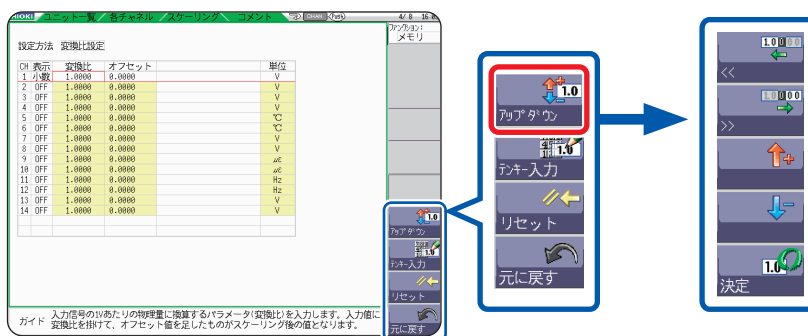 HIOKI ユニット一覧 各チャネル スケーリング コメント CHAN
4/ 8
ファンクション:
メモリ
設定方法 変換比設定
CH 表示 変換比 オフセット 単位
1 小数 1.0000 0.0000 V
2 OFF 1.0000 0.0000 V
3 OFF 1.0000 0.0000 V
4 OFF 1.0000 0.0000 V
5 OFF 1.0000 0.0000 ℃
6 OFF 1.0000 0.0000 ℃
7 OFF 1.0000 0.0000 V
8 OFF 1.0000 0.0000 V
9 OFF 1.0000 0.0000 με
10 OFF 1.0000 0.0000 με
11 OFF 1.0000 0.0000 Hz
12 OFF 1.0000 0.0000 Hz
13 OFF 1.0000 0.0000 V
14 OFF 1.0000 0.0000 V
1.0
アップダウン
1.0
テンキー入力
リセット
元に戻す
ガイド 入力信号の1Vあたりの物理量に換算するパラメータ(変換比)を入力します。入力値に
変換比を掛けて、オフセット値を足したものがスケーリング後の値となります。
1.0
アップダウン
1.0
テンキー入力
リセット
元に戻す
1.0000
<<
1.0000
>>
1.0
決定